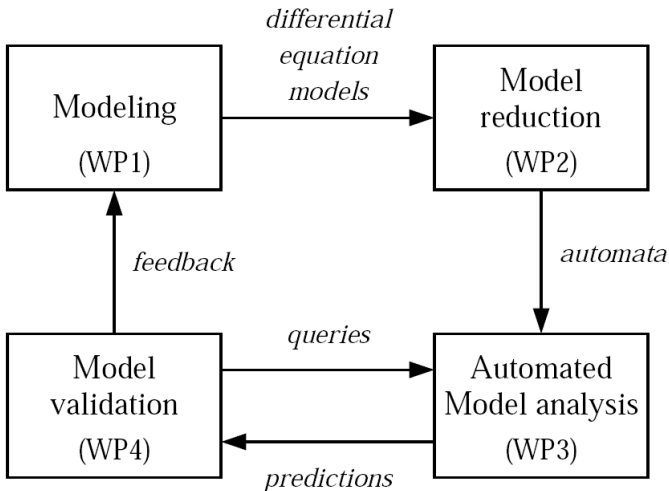 differential
equation
models
Modeling
(WP1)
Model
reduction
(WP2)
feedback
automata
queries
Model
validation
(WP4)
Automated
Model analysis
(WP3)
predictions